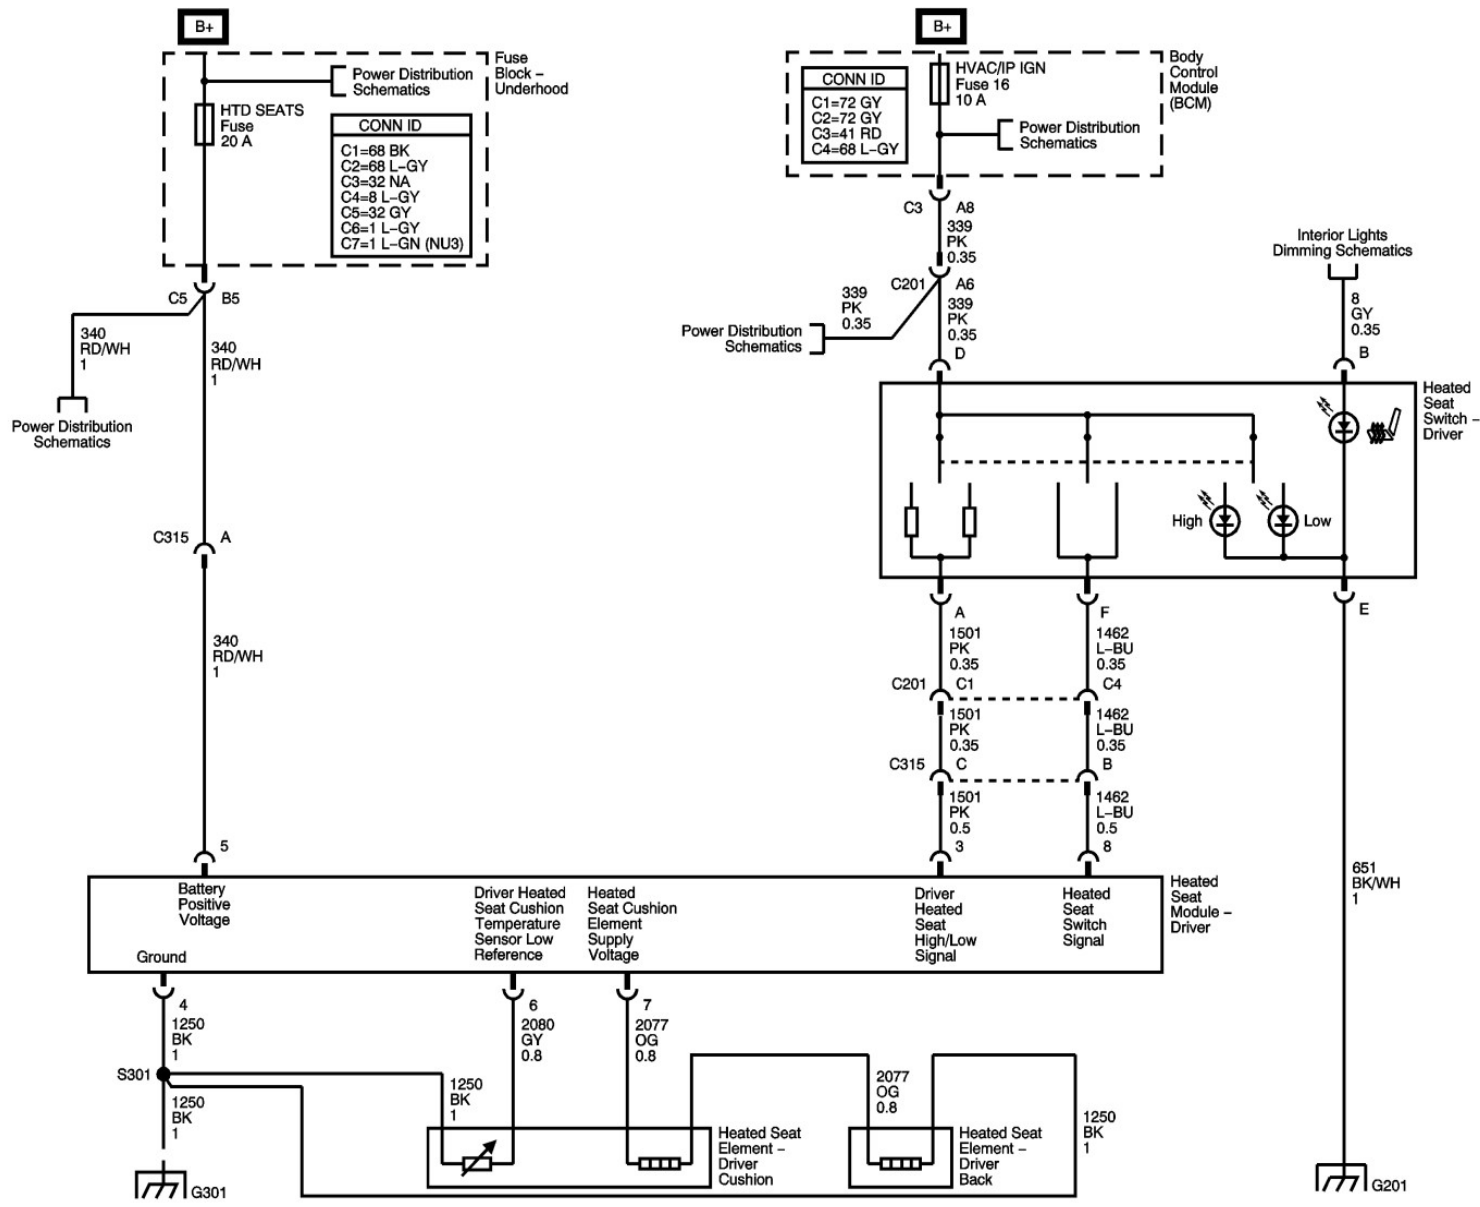 B+
Fuse
Block –
Underhood
Power Distribution
Schematics
HTD SEATS
Fuse
20 A
CONN ID
C1=68 BK
C2=68 L–GY
C3=32 NA
C4=8 L–GY
C5=32 GY
C6=1 L–GY
C7=1 L–GN (NU3)
C5
B5
340
RD/WH
1
340
RD/WH
1
Power Distribution
Schematics
C315
A
340
RD/WH
1
5
B+
Body
Control
Module
(BCM)
CONN ID
C1=72 GY
C2=72 GY
C3=41 RD
C4=68 L–GY
HVAC/IP IGN
Fuse 16
10 A
Power Distribution
Schematics
C3
A8
339
PK
0.35
C201
A6
339
PK
0.35
339
PK
0.35
Power Distribution
Schematics
D
Interior Lights
Dimming Schematics
8
GY
0.35
B
Heated
Seat
Switch –
Driver
High
Low
A
F
E
1501
PK
0.35
1462
L–BU
0.35
C201
C1
C4
1501
PK
0.35
1462
L–BU
0.35
C315
C
B
1501
PK
0.5
1462
L–BU
0.5
3
8
651
BK/WH
1
Battery
Positive
Voltage
Ground
Driver Heated
Seat Cushion
Temperature
Sensor Low
Reference
Heated
Seat Cushion
Element
Supply
Voltage
Driver
Heated
Seat
High/Low
Signal
Heated
Seat
Switch
Signal
Heated
Seat
Module –
Driver
4
1250
BK
1
6
2080
GY
0.8
7
2077
OG
0.8
S301
1250
BK
1
1250
BK
1
2077
OG
0.8
1250
BK
1
Heated Seat
Element –
Driver
Cushion
Heated Seat
Element –
Driver
Back
G301
G201